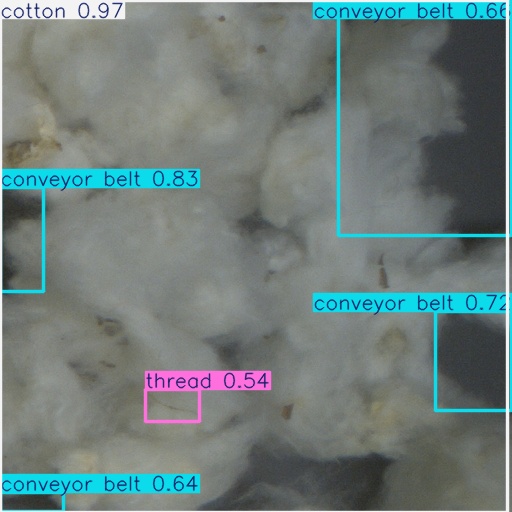 cotton 0.97
conveyor belt 0.66
conveyor belt 0.83
conveyor belt 0.72
thread 0.54
conveyor belt 0.64